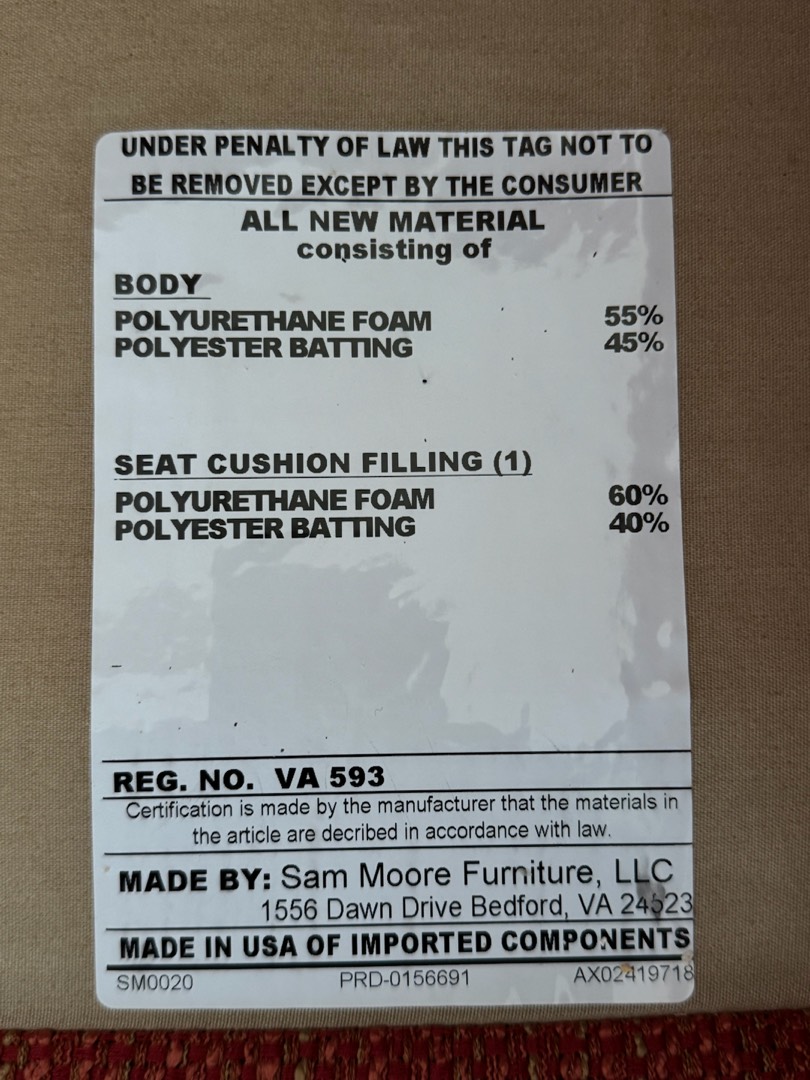 UNDER PENALTY OF LAW THIS TAG NOT TO
BE REMOVED EXCEPT BY THE CONSUMER
ALL NEW MATERIAL
consisting of
BODY
POLYURETHANE FOAM 55%
POLYESTER BATTING 45%
SEAT CUSHION FILLING (1)
POLYURETHANE FOAM 60%
POLYESTER BATTING 40%
REG. NO. VA 593
Certification is made by the manufacturer that the materials in
the article are decribed in accordance with law.
MADE BY: Sam Moore Furniture, LLC
1556 Dawn Drive Bedford, VA 24523
MADE IN USA OF IMPORTED COMPONENTS
SM0020 PRD-0156691 AX02419718